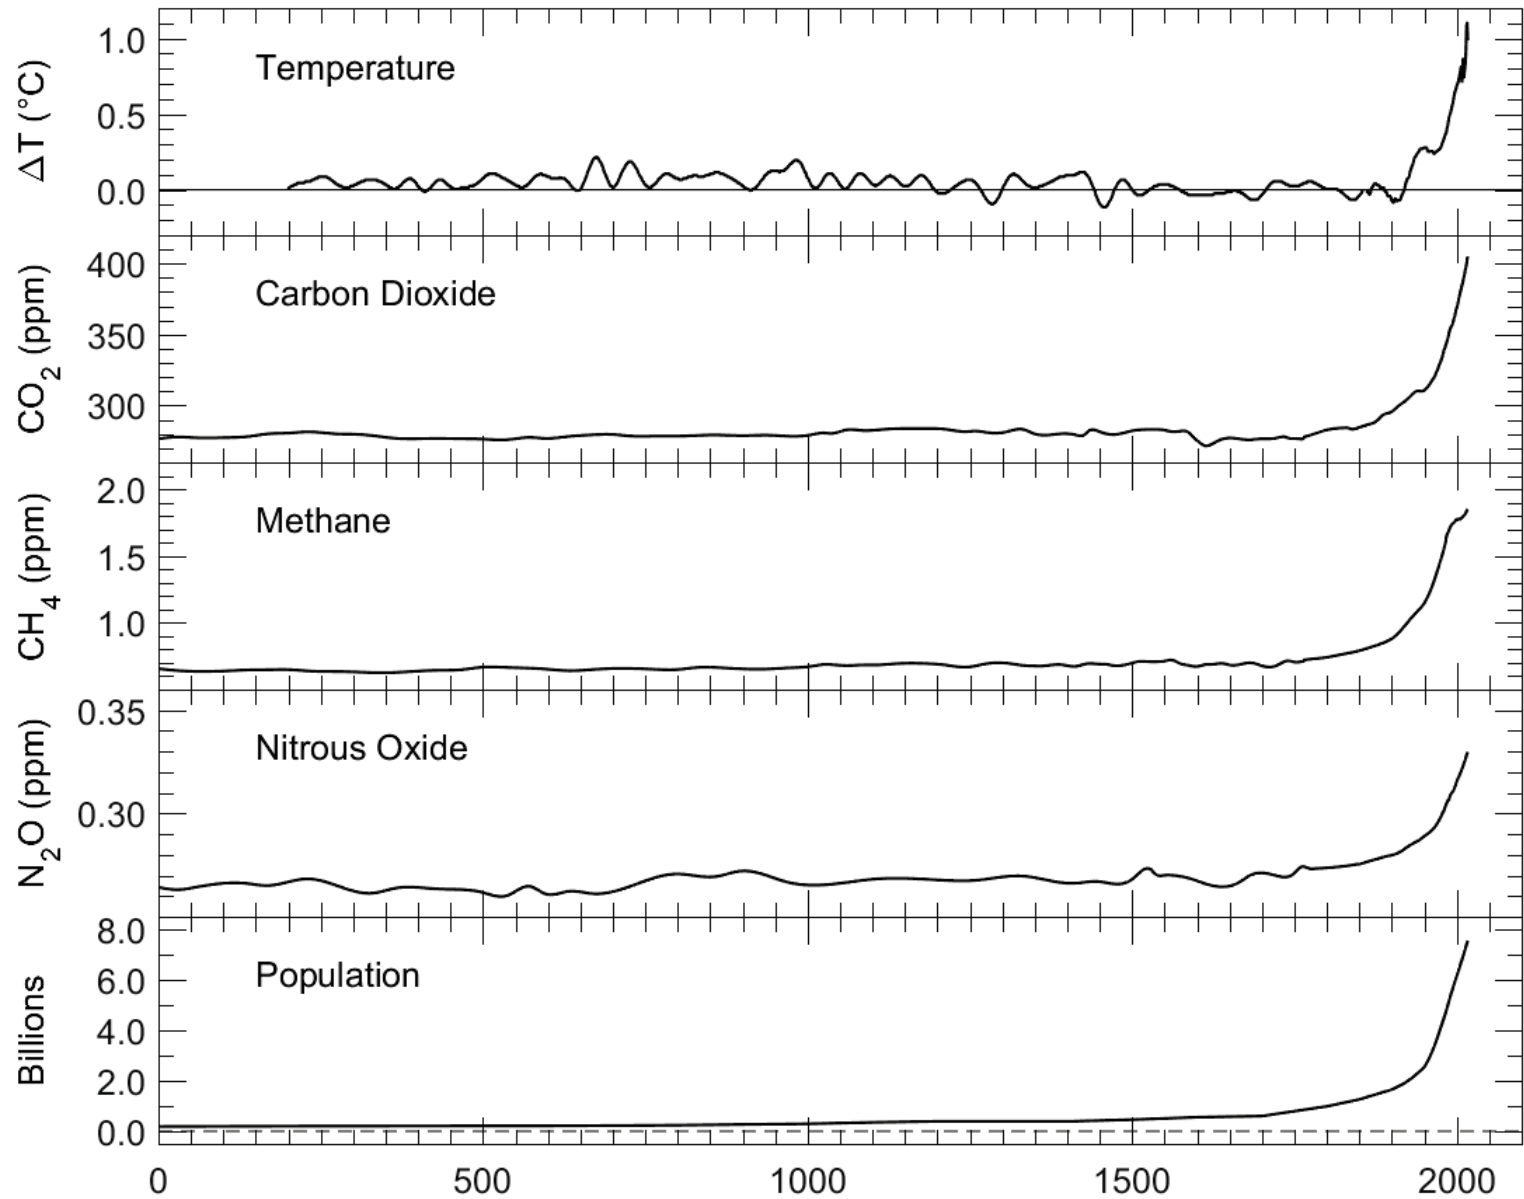 Temperature
ΔT (°C)
1.0
0.5
0.0
Carbon Dioxide
CO2 (ppm)
400
350
300
Methane
CH4 (ppm)
2.0
1.5
1.0
Nitrous Oxide
N2O (ppm)
0.35
0.30
Population
Billions
8.0
6.0
4.0
2.0
0.0
0 500 1000 1500 2000